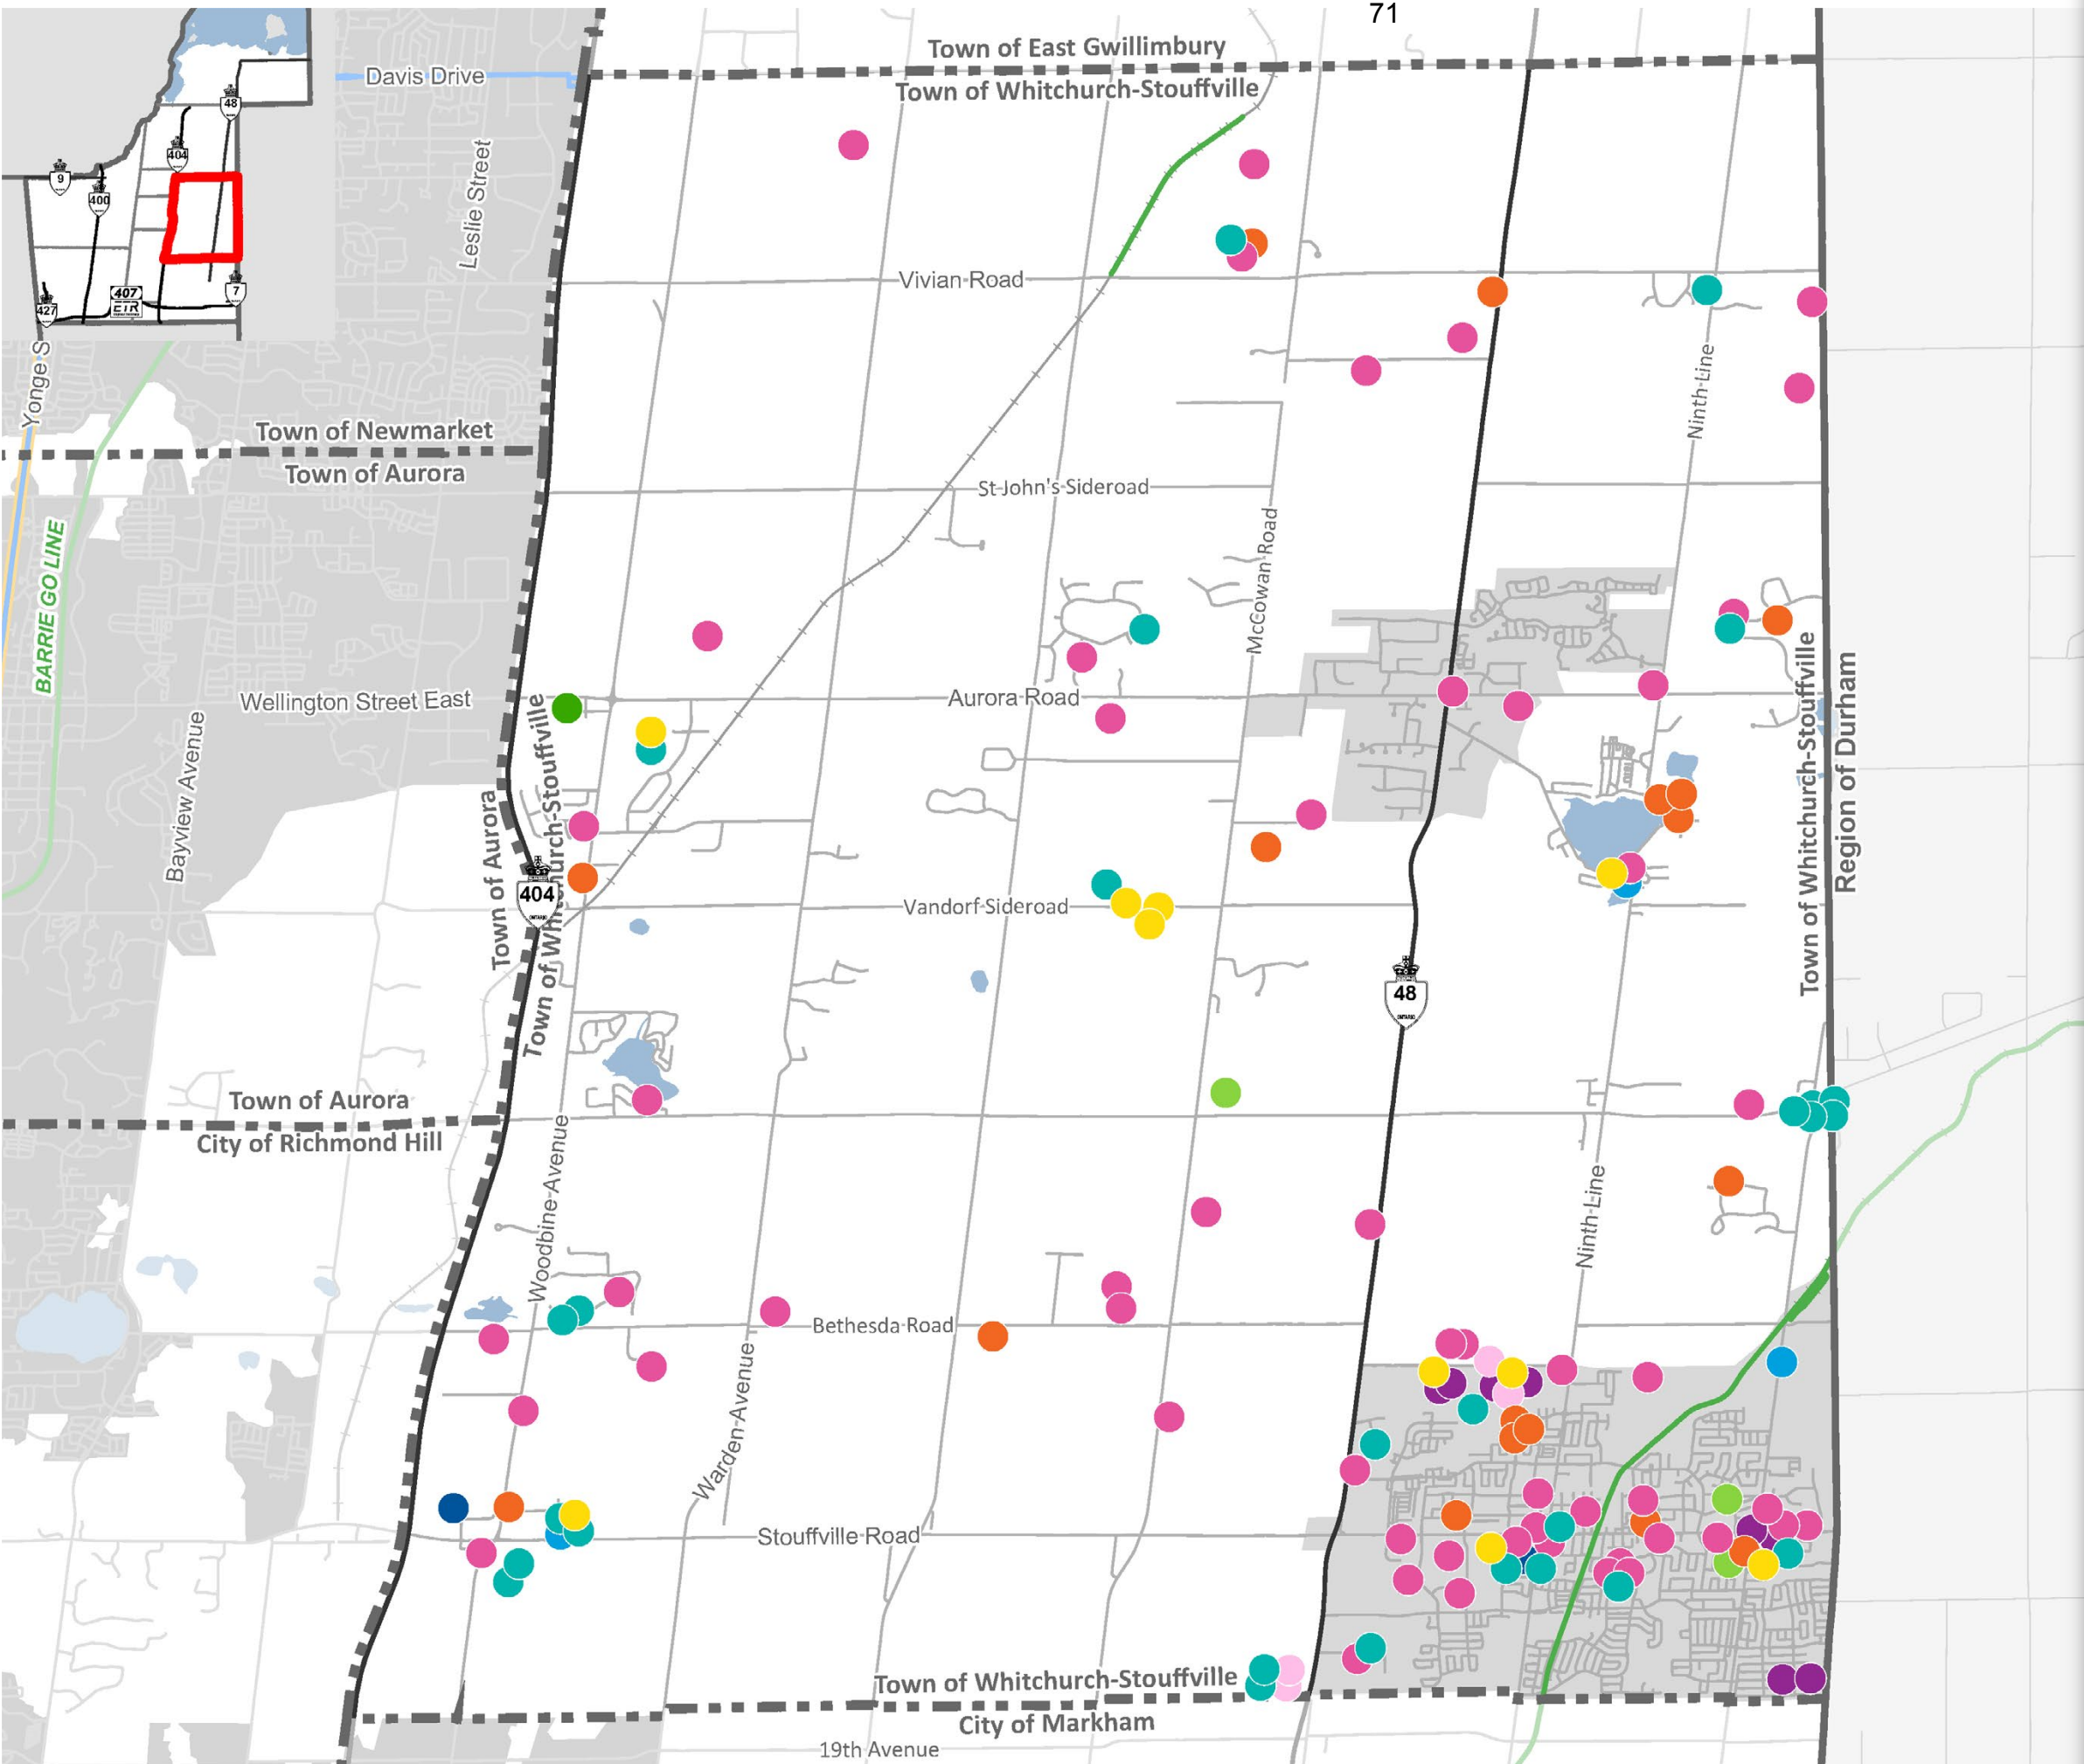 71
Town of East Gwillimbury
Davis Drive
Town of Whitchurch-Stouffville
48
404
9
400
407
ETR
7
427
Leslie Street
Vivian Road
Yonge S
Ninth Line
Town of Newmarket
Town of Aurora
St John's Sideroad
BARRIE GO LINE
McCowan Road
Wellington Street East
Aurora Road
Bayview Avenue
Town of Aurora
Town of Whitchurch-Stouffville
404
ONTARIO
Town of Whitchurch-Stouffville
Region of Durham
Vandorf Sideroad
48
ONTARIO
Town of Aurora
City of Richmond Hill
Woodbine Avenue
Ninth Line
Bethesda Road
Warden Avenue
Stouffville Road
Town of Whitchurch-Stouffville
City of Markham
19th Avenue